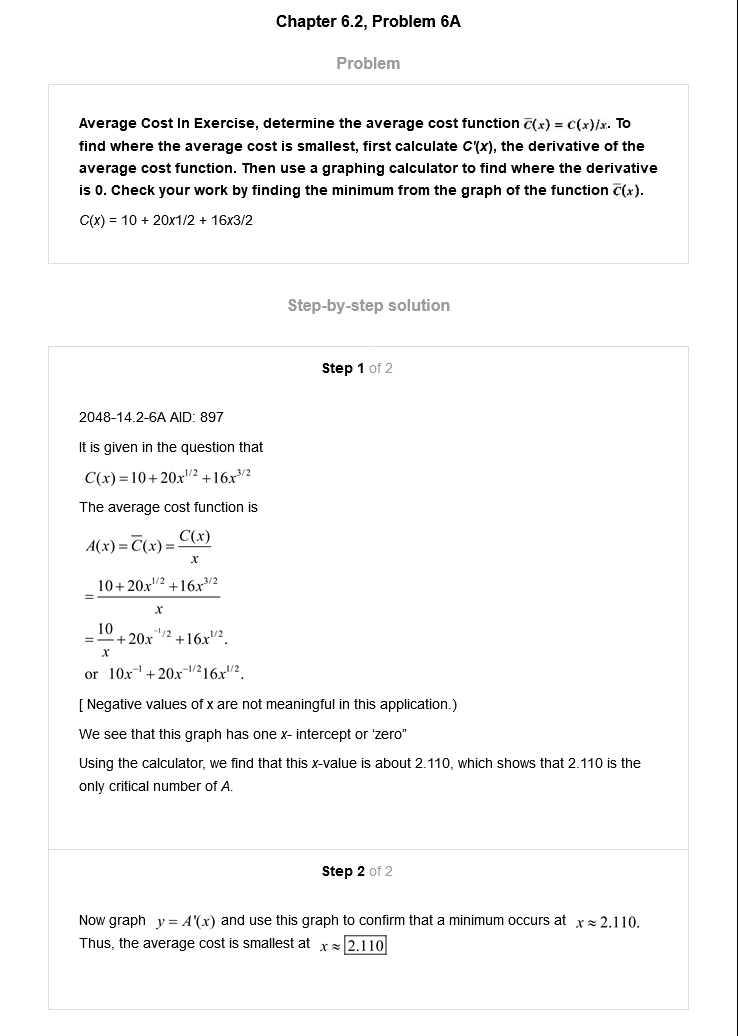 Chapter 6.2, Problem 6A
Problem
Average Cost In Exercise, determine the average cost function C̅(x) = C(x)/x. To
find where the average cost is smallest, first calculate C'(x), the derivative of the
average cost function. Then use a graphing calculator to find where the derivative
is 0. Check your work by finding the minimum from the graph of the function C̅(x).
C(x) = 10 + 20x1/2 + 16x3/2
Step-by-step solution
Step 1 of 2
2048-14.2-6A AID: 897
It is given in the question that
C(x) = 10 + 20x^{1/2} + 16x^{3/2}
The average cost function is
A(x) = C̅(x) = \frac{C(x)}{x}
= \frac{10 + 20x^{1/2} + 16x^{3/2}}{x}
= \frac{10}{x} + 20x^{-1/2} + 16x^{1/2}.
or 10x^{-1} + 20x^{-1/2}16x^{1/2}.
[ Negative values of x are not meaningful in this application.)
We see that this graph has one x- intercept or ‘zero”
Using the calculator, we find that this x-value is about 2.110, which shows that 2.110 is the
only critical number of A.
Step 2 of 2
Now graph y = A'(x) and use this graph to confirm that a minimum occurs at x ≈ 2.110.
Thus, the average cost is smallest at x ≈ 2.110